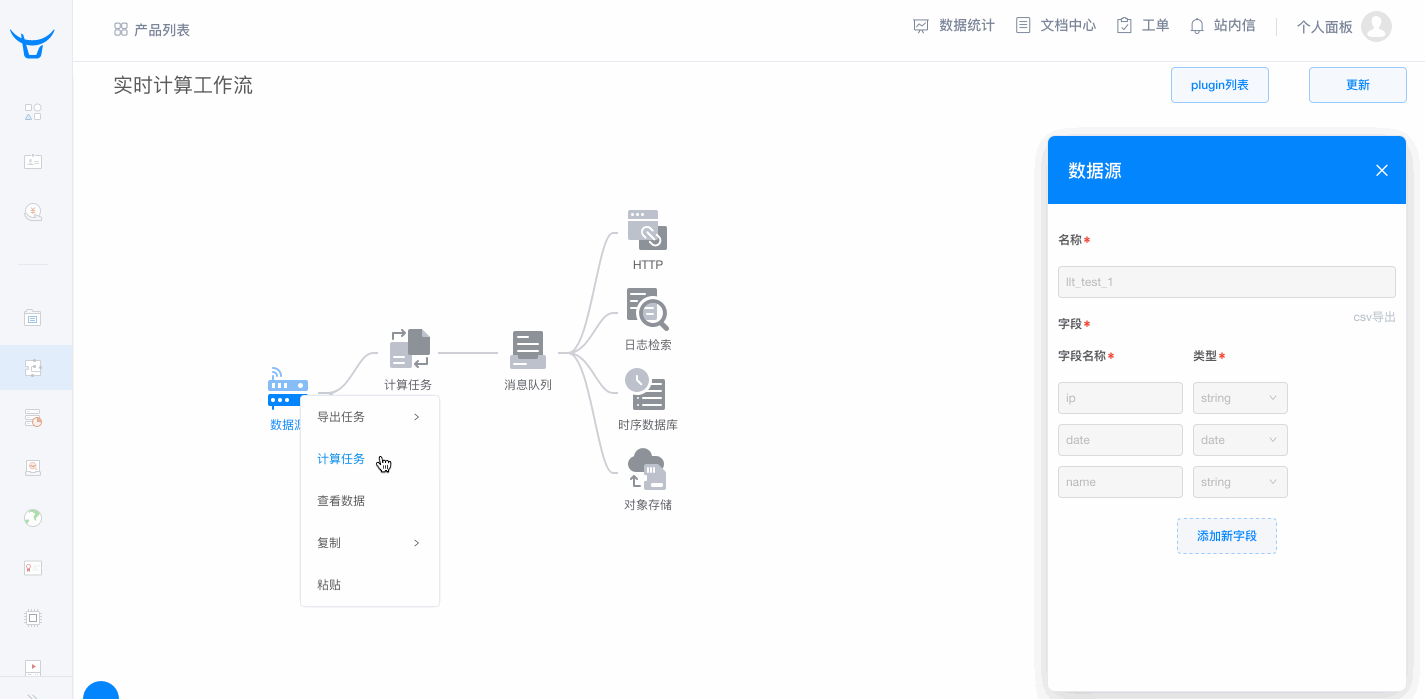 产品列表
数据统计
文档中心
工单
站内信
个人面板
实时计算工作流
plugin列表
更新
HTTP
日志检索
计算任务
消息队列
时序数据库
对象存储
数据源
导出任务
计算任务
查看数据
复制
粘贴
数据源
名称*
llt_test_1
csv导出
字段*
字段名称* 类型*
ip string
date date
name string
添加新字段